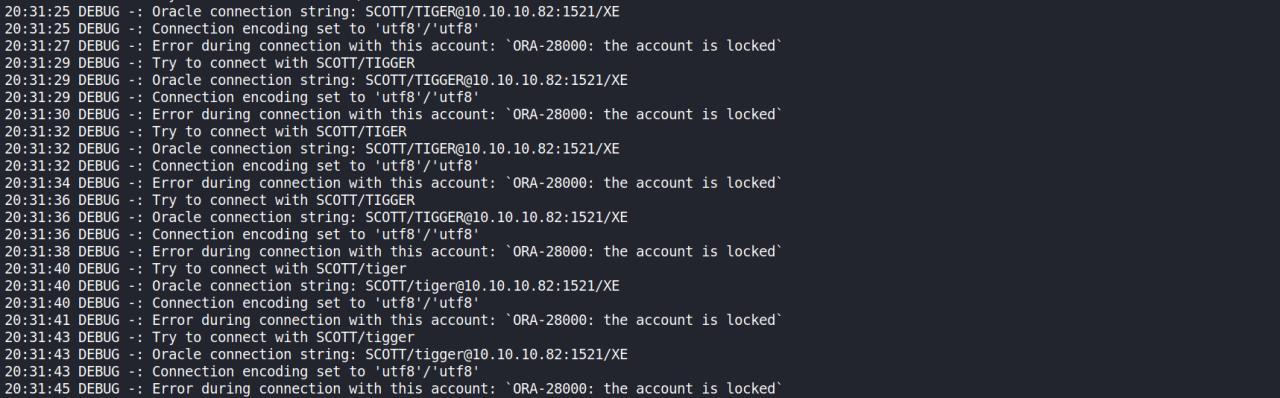 20:31:25 DEBUG -: Oracle connection string: SCOTT/TIGER@10.10.10.82:1521/XE
20:31:25 DEBUG -: Connection encoding set to 'utf8'/'utf8'
20:31:27 DEBUG -: Error during connection with this account: `ORA-28000: the account is locked`
20:31:29 DEBUG -: Try to connect with SCOTT/TIGGER
20:31:29 DEBUG -: Oracle connection string: SCOTT/TIGGER@10.10.10.82:1521/XE
20:31:29 DEBUG -: Connection encoding set to 'utf8'/'utf8'
20:31:30 DEBUG -: Error during connection with this account: `ORA-28000: the account is locked`
20:31:32 DEBUG -: Try to connect with SCOTT/TIGER
20:31:32 DEBUG -: Oracle connection string: SCOTT/TIGER@10.10.10.82:1521/XE
20:31:32 DEBUG -: Connection encoding set to 'utf8'/'utf8'
20:31:34 DEBUG -: Error during connection with this account: `ORA-28000: the account is locked`
20:31:36 DEBUG -: Try to connect with SCOTT/TIGGER
20:31:36 DEBUG -: Oracle connection string: SCOTT/TIGGER@10.10.10.82:1521/XE
20:31:36 DEBUG -: Connection encoding set to 'utf8'/'utf8'
20:31:38 DEBUG -: Error during connection with this account: `ORA-28000: the account is locked`
20:31:40 DEBUG -: Try to connect with SCOTT/tiger
20:31:40 DEBUG -: Oracle connection string: SCOTT/tiger@10.10.10.82:1521/XE
20:31:40 DEBUG -: Connection encoding set to 'utf8'/'utf8'
20:31:41 DEBUG -: Error during connection with this account: `ORA-28000: the account is locked`
20:31:43 DEBUG -: Try to connect with SCOTT/tigger
20:31:43 DEBUG -: Oracle connection string: SCOTT/tigger@10.10.10.82:1521/XE
20:31:43 DEBUG -: Connection encoding set to 'utf8'/'utf8'
20:31:45 DEBUG -: Error during connection with this account: `ORA-28000: the account is locked`